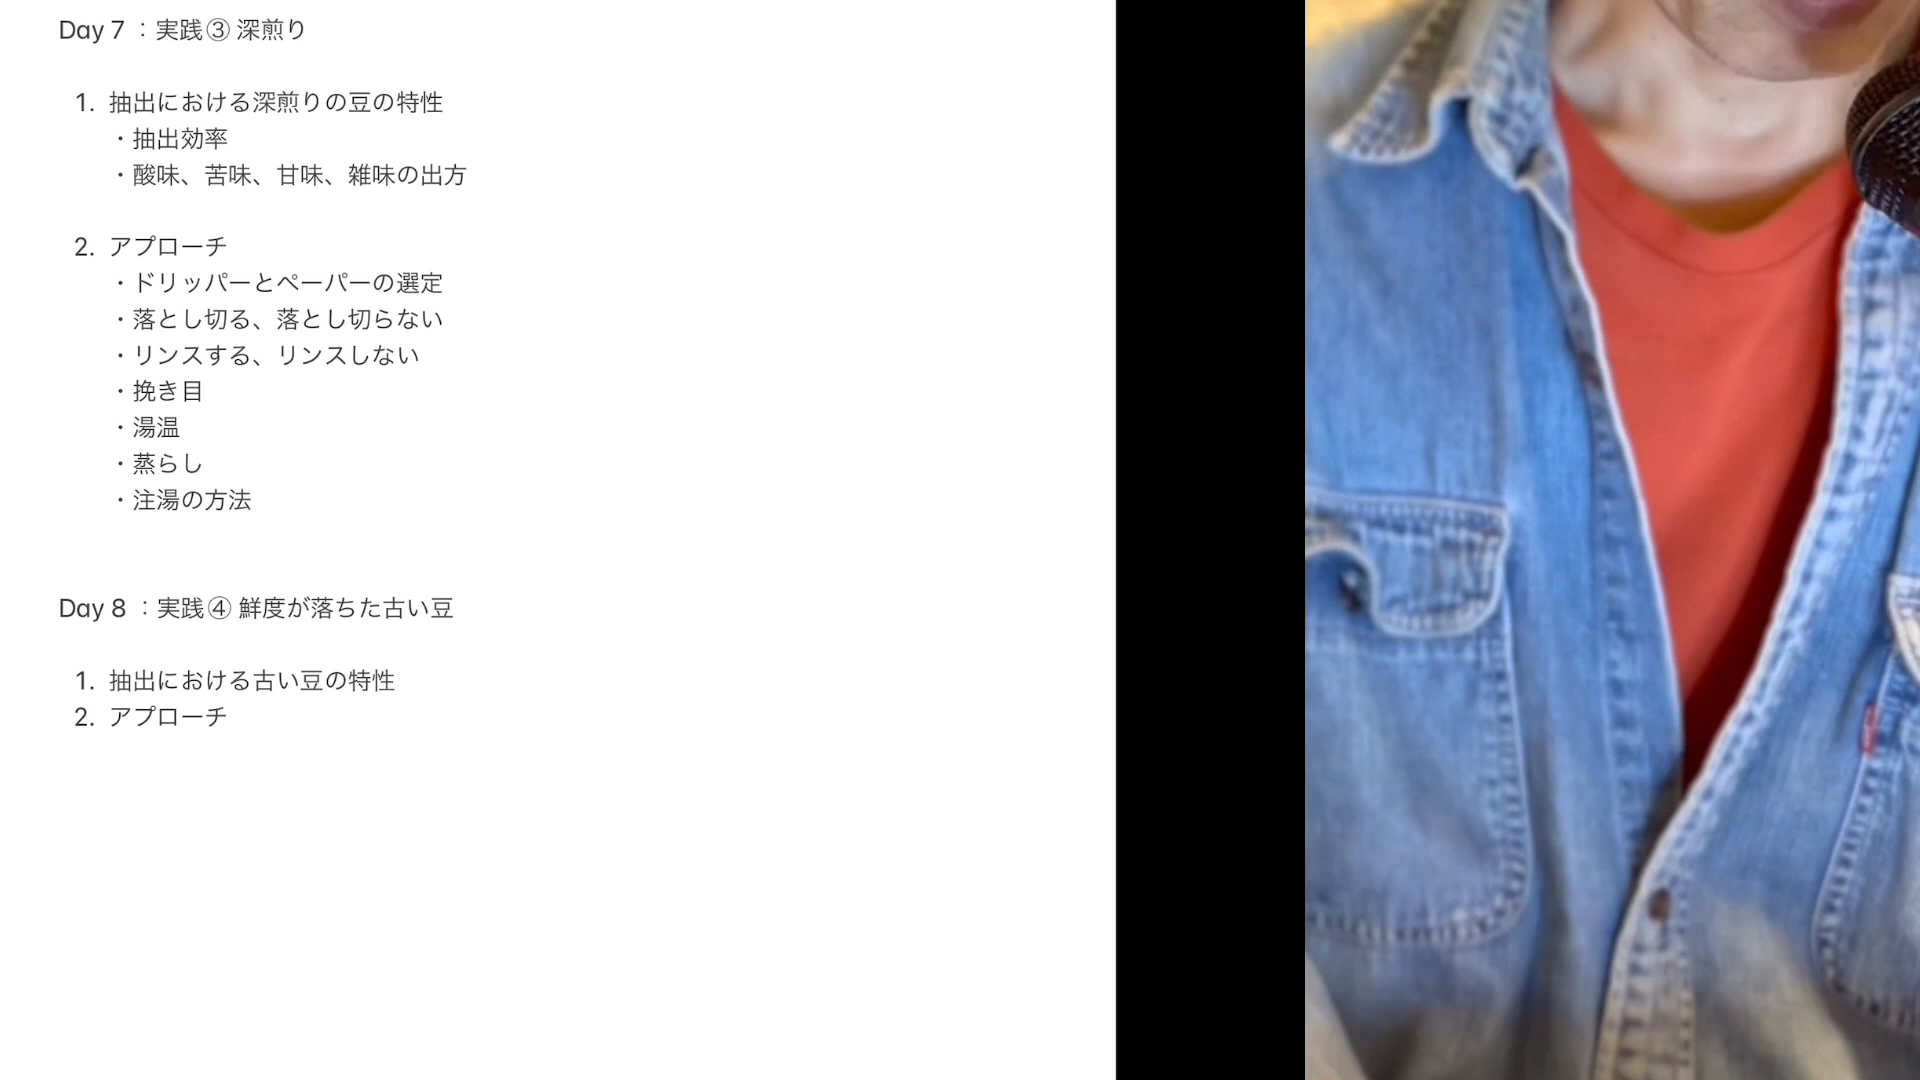 Day 7 ：実践③ 深煎り
1. 抽出における深煎りの豆の特性
・抽出効率
・酸味、苦味、甘味、雑味の出方
2. アプローチ
・ドリッパーとペーパーの選定
・落とし切る、落とし切らない
・リンスする、リンスしない
・挽き目
・湯温
・蒸らし
・注湯の方法
Day 8 ：実践④ 鮮度が落ちた古い豆
1. 抽出における古い豆の特性
2. アプローチ